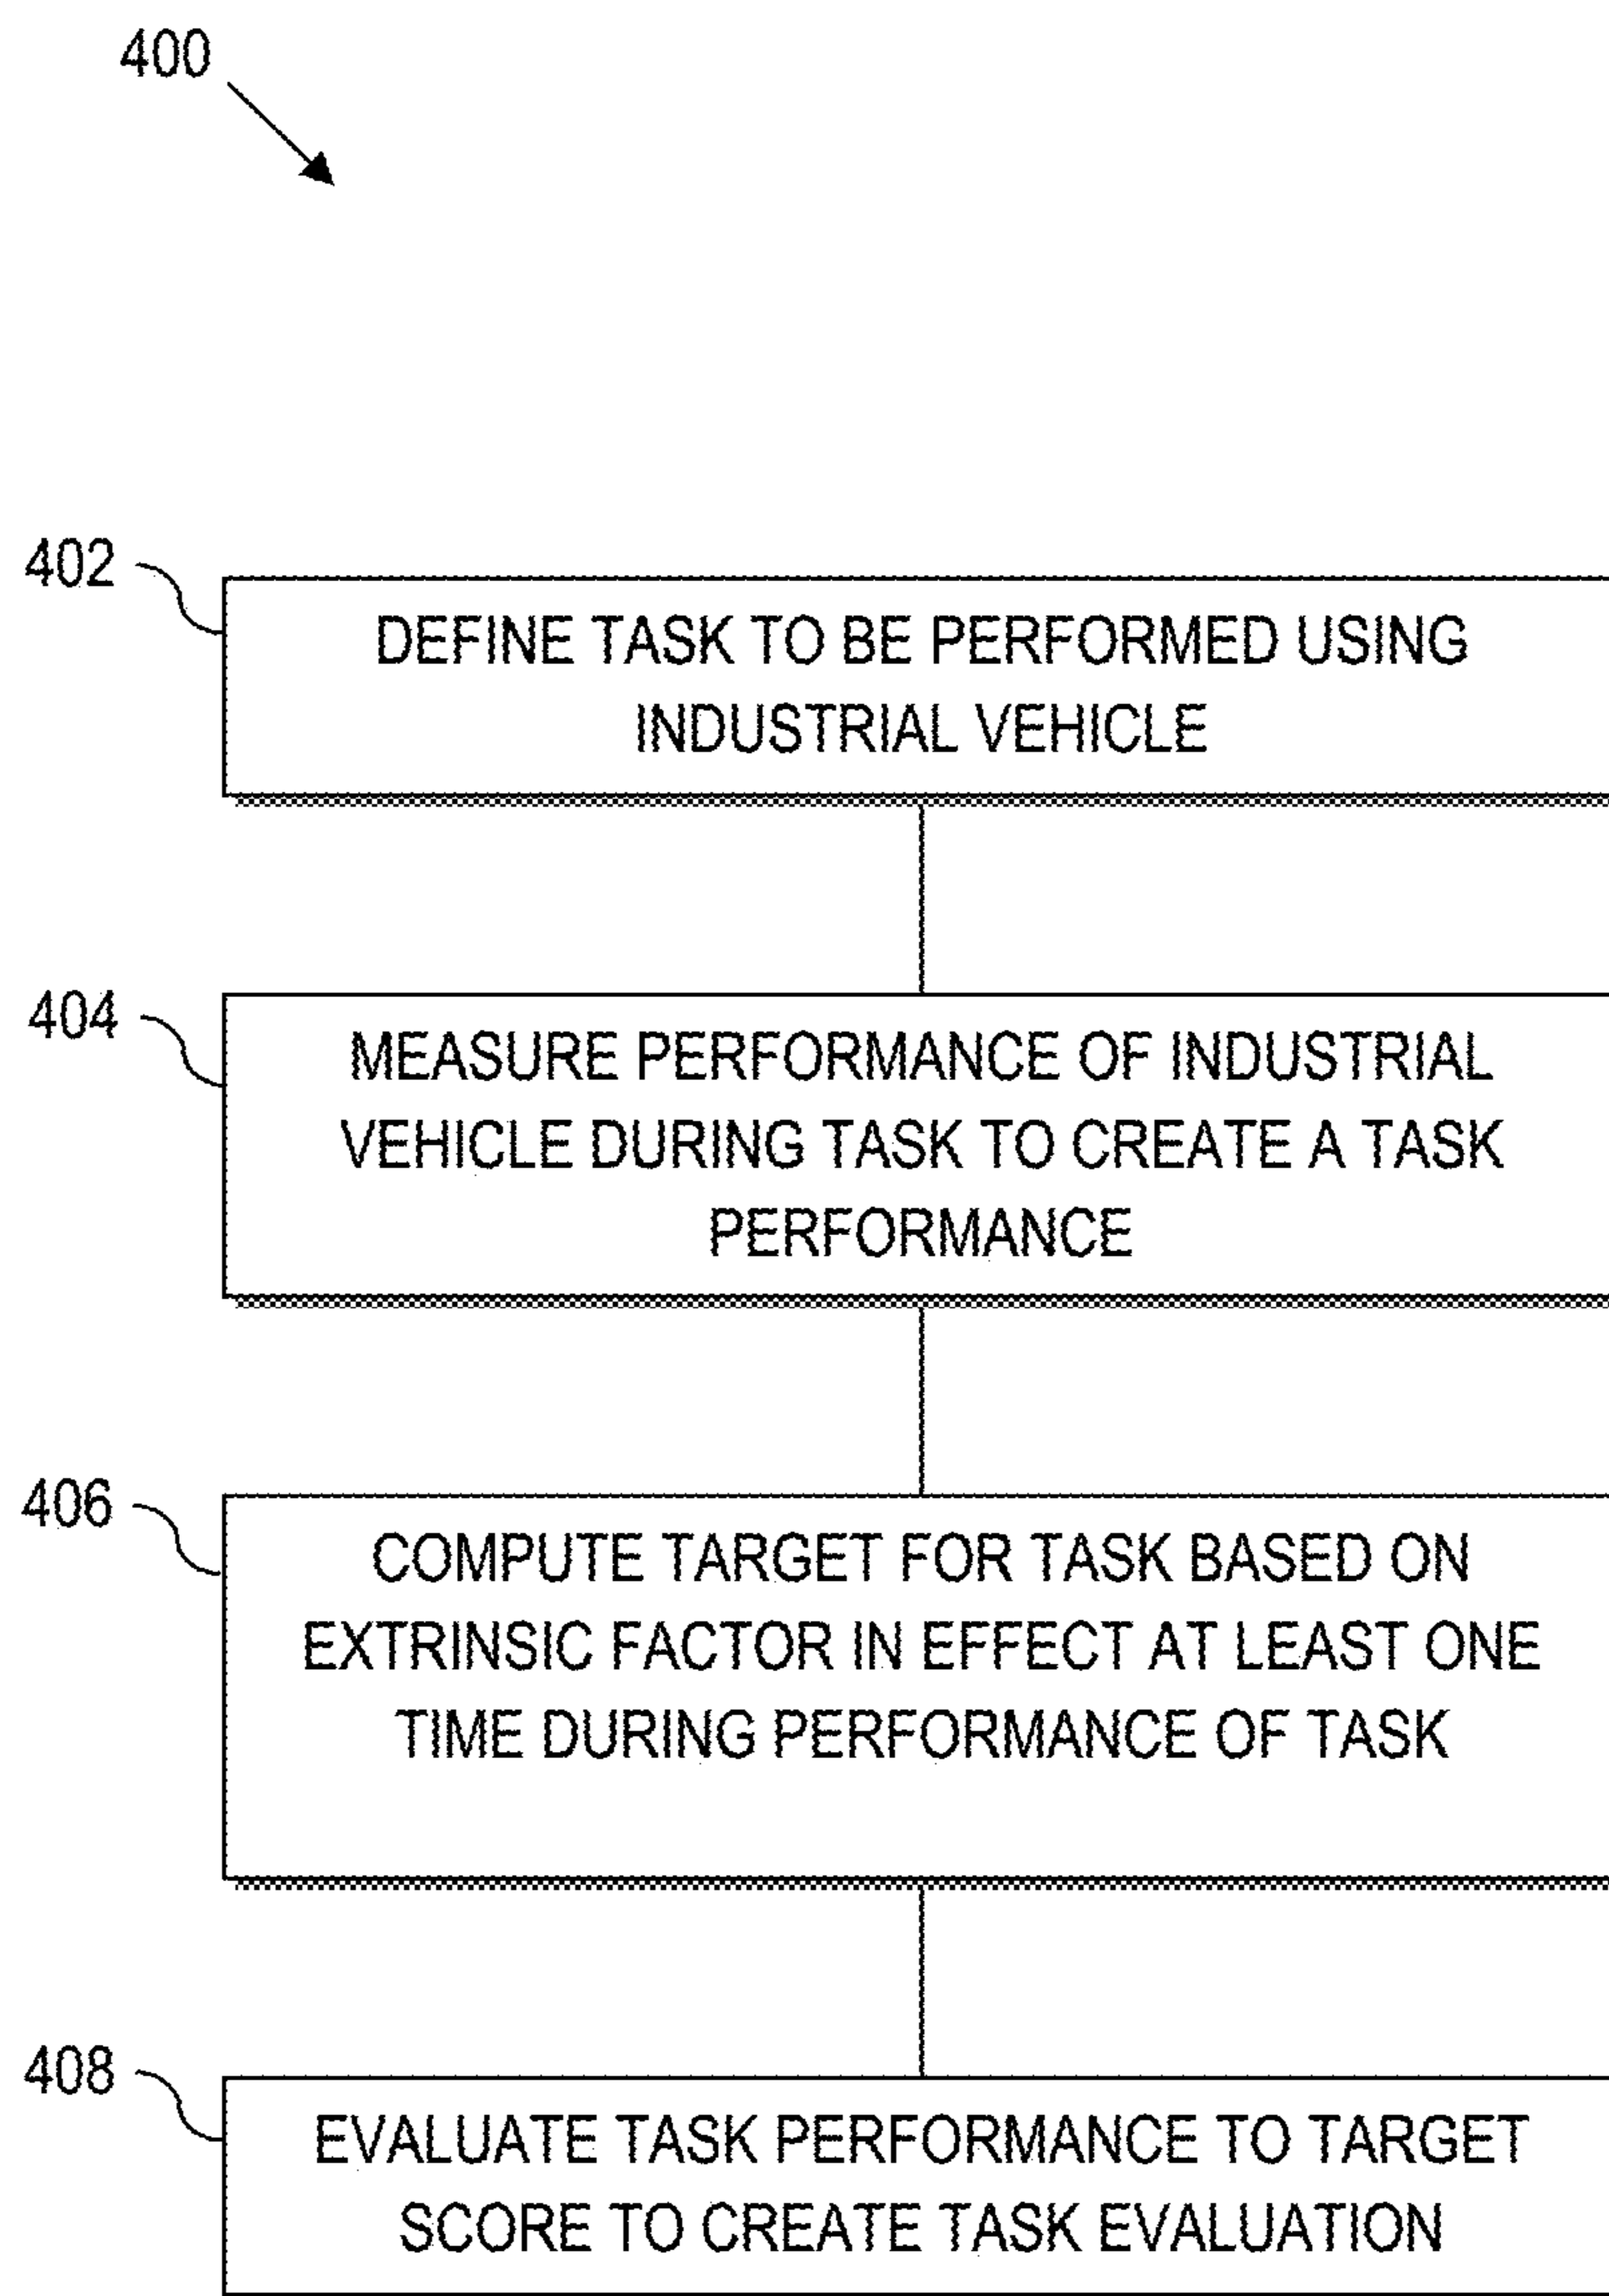 400
402
DEFINE TASK TO BE PERFORMED USING
INDUSTRIAL VEHICLE
404
MEASURE PERFORMANCE OF INDUSTRIAL
VEHICLE DURING TASK TO CREATE A TASK
PERFORMANCE
406
COMPUTE TARGET FOR TASK BASED ON
EXTRINSIC FACTOR IN EFFECT AT LEAST ONE
TIME DURING PERFORMANCE OF TASK
408
EVALUATE TASK PERFORMANCE TO TARGET
SCORE TO CREATE TASK EVALUATION